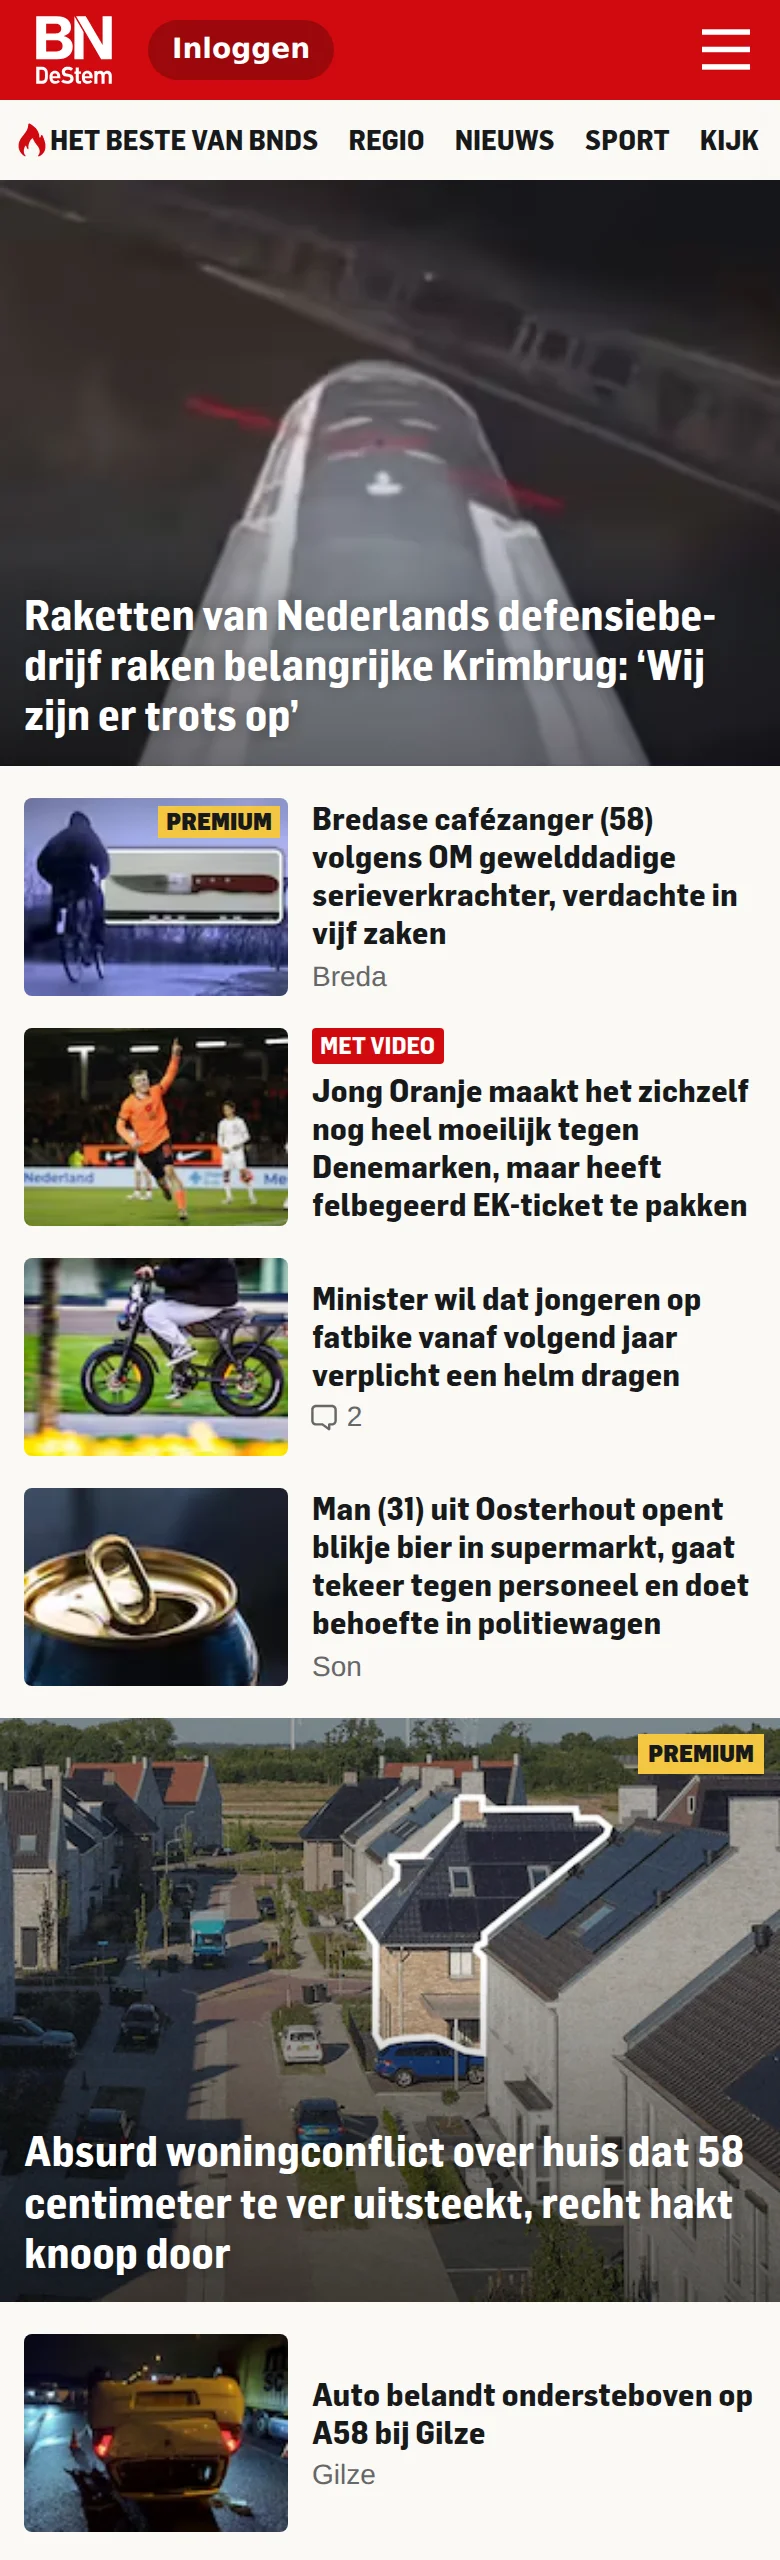 BN
DeStem
Inloggen
HET BESTE VAN BNDS REGIO NIEUWS SPORT KIJK
Raketten van Nederlands defensiebe-
drijf raken belangrijke Krimbrug: ‘Wij
zijn er trots op’
PREMIUM
Bredase cafézanger (58)
volgens OM gewelddadige
serieverkrachter, verdachte in
vijf zaken
Breda
Nederland
Me
MET VIDEO
Jong Oranje maakt het zichzelf
nog heel moeilijk tegen
Denemarken, maar heeft
felbegeerd EK-ticket te pakken
Minister wil dat jongeren op
fatbike vanaf volgend jaar
verplicht een helm dragen
2
Man (31) uit Oosterhout opent
blikje bier in supermarkt, gaat
tekeer tegen personeel en doet
behoefte in politiewagen
Son
PREMIUM
Absurd woningconflict over huis dat 58
centimeter te ver uitsteekt, recht hakt
knoop door
Auto belandt ondersteboven op
A58 bij Gilze
Gilze